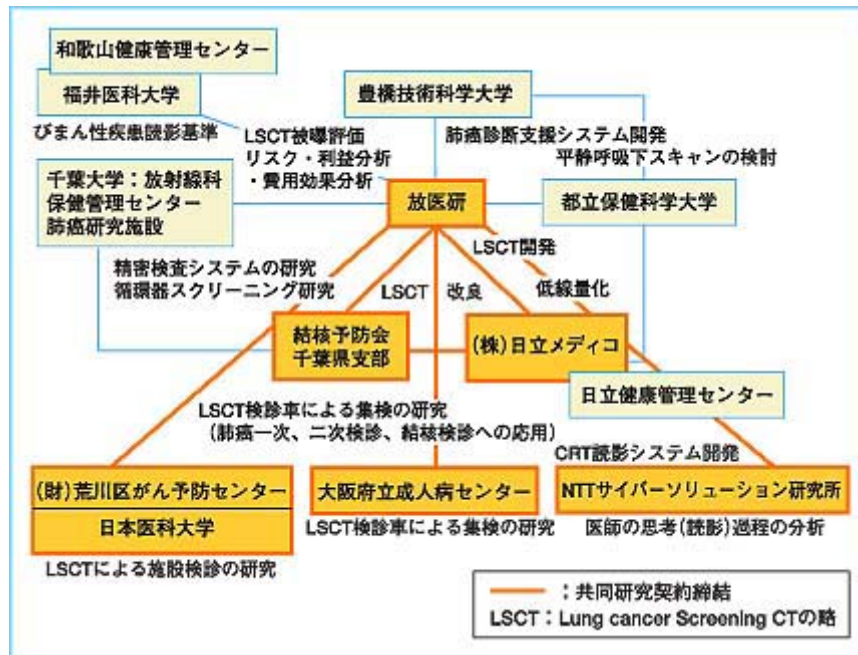 和歌山健康管理センター
福井医科大学
びまん性疾患読影基準
豊橋技術科学大学
LSCT被曝評価
リスク・利益分析
・費用効果分析
肺癌診断支援システム開発
平静呼吸下スキャンの検討
千葉大学：放射線科
保健管理センター
肺癌研究施設
放医研
都立保健科学大学
精密検査システムの研究
循環器スクリーニング研究
LSCT開発
LSCT 改良
低線量化
結核予防会
千葉県支部
(株)日立メディコ
日立健康管理センター
LSCT検診車による集検の研究
(肺癌一次、二次検診、結核検診への応用)
CRT読影システム開発
(財)荒川区がん予防センター
日本医科大学
LSCTによる施設検診の研究
大阪府立成人病センター
LSCT検診車による集検の研究
NTTサイバーソリューション研究所
医師の思考(読影)過程の分析
：共同研究契約締結
LSCT：Lung cancer Screening CTの略